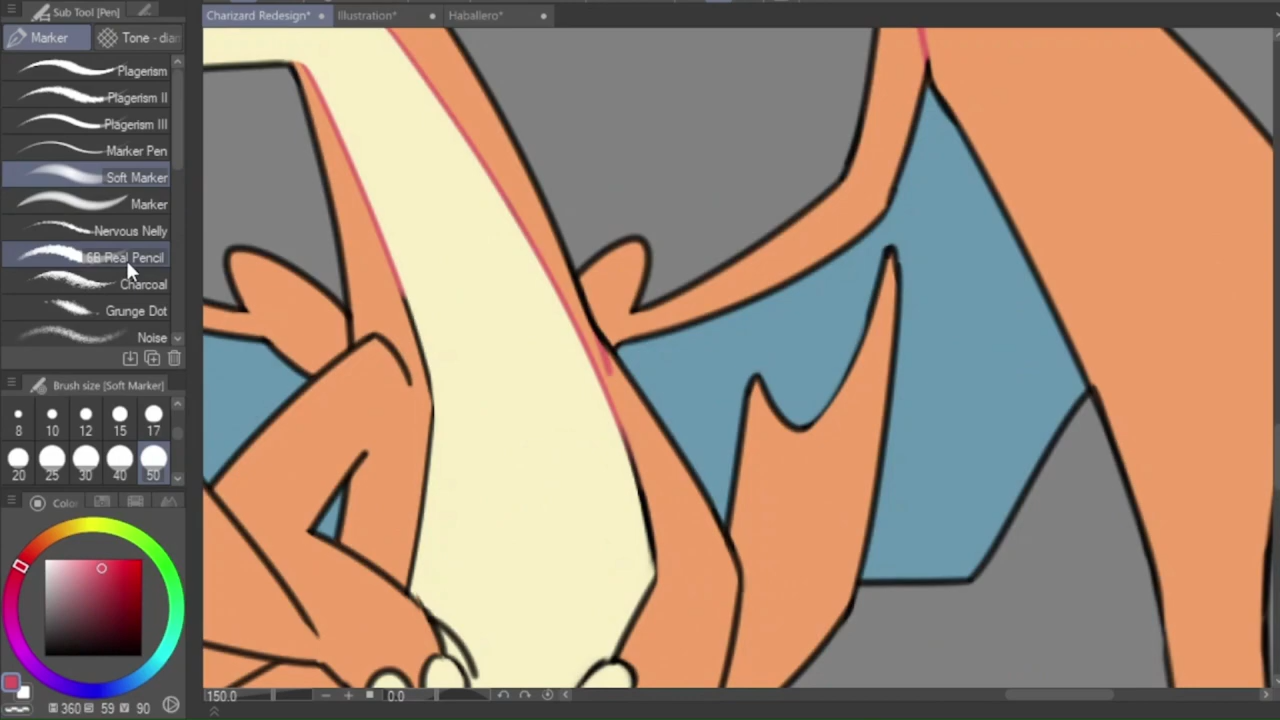 Sub Tool [Pen]
Charizard Redesign*
Illustration*
Haballero*
Marker
Tone - dia
Plagerism
Plagerism II
Plagerism III
Marker Pen
Soft Marker
Marker
Nervous Nelly
6B Real Pencil
Charcoal
Grunge Dot
Noise
Brush size [Soft Marker]
8 10 12 15 17
20 25 30 40 50
Colo
150.0 0.0
H 360 S 59 V 90